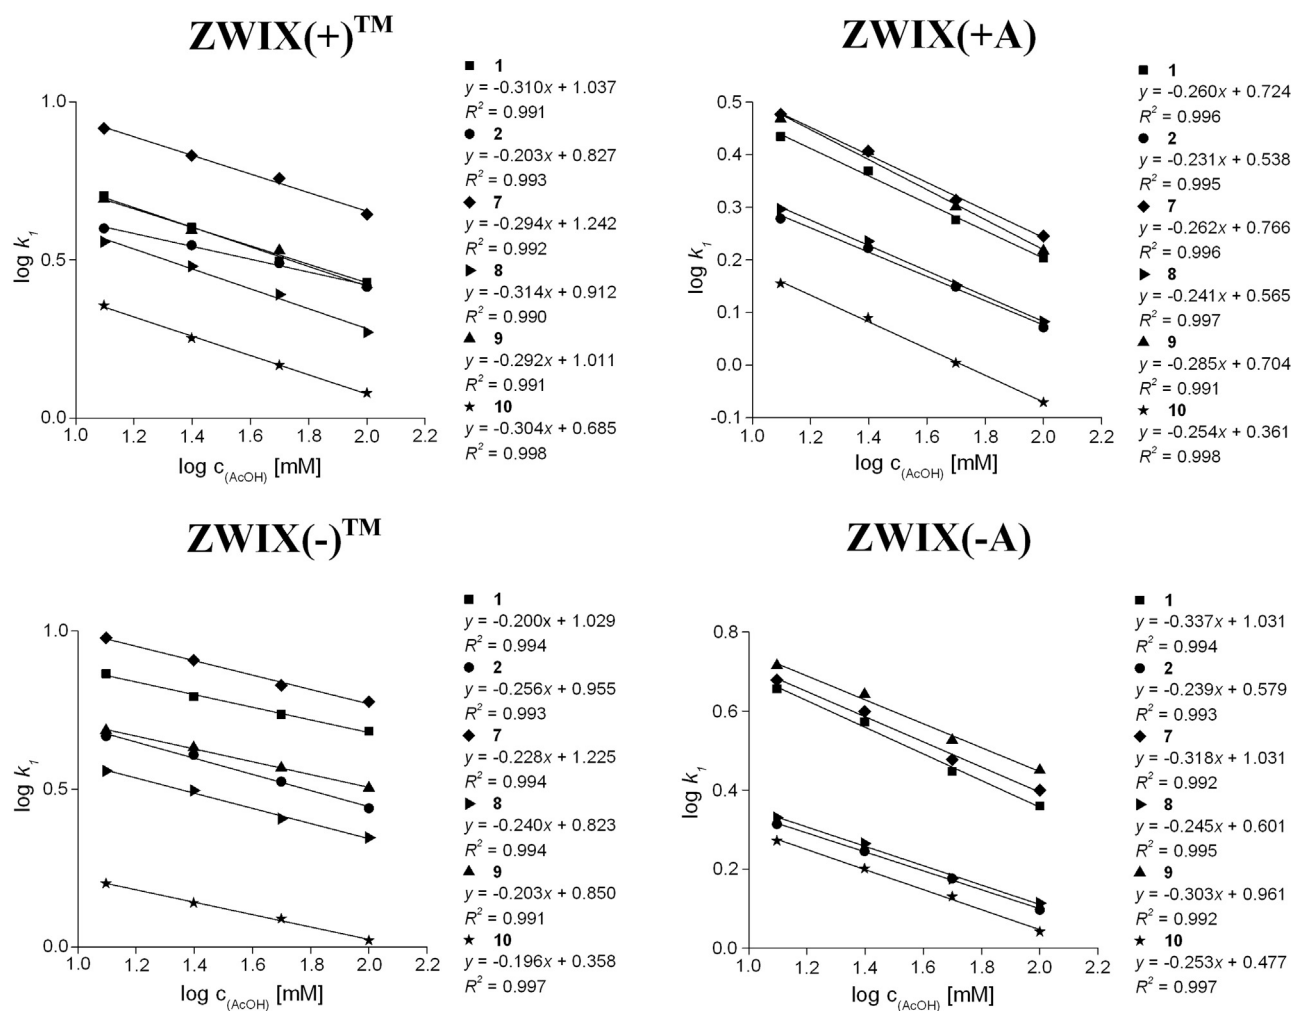 ZWIX(+)™
1.0
0.5
0.0
log k₁
1.0 1.2 1.4 1.6 1.8 2.0 2.2
log c(AcOH) [mM]
1
y = -0.310x + 1.037
R² = 0.991
2
y = -0.203x + 0.827
R² = 0.993
7
y = -0.294x + 1.242
R² = 0.992
8
y = -0.314x + 0.912
R² = 0.990
9
y = -0.292x + 1.011
R² = 0.991
10
y = -0.304x + 0.685
R² = 0.998
ZWIX(+A)
0.5
0.4
0.3
0.2
0.1
0.0
-0.1
log k₁
1.0 1.2 1.4 1.6 1.8 2.0 2.2
log c(AcOH) [mM]
1
y = -0.260x + 0.724
R² = 0.996
2
y = -0.231x + 0.538
R² = 0.995
7
y = -0.262x + 0.766
R² = 0.996
8
y = -0.241x + 0.565
R² = 0.997
9
y = -0.285x + 0.704
R² = 0.991
10
y = -0.254x + 0.361
R² = 0.998
ZWIX(-)™
1.0
0.5
0.0
log k₁
1.0 1.2 1.4 1.6 1.8 2.0 2.2
log c(AcOH) [mM]
1
y = -0.200x + 1.029
R² = 0.994
2
y = -0.256x + 0.955
R² = 0.993
7
y = -0.228x + 1.225
R² = 0.994
8
y = -0.240x + 0.823
R² = 0.994
9
y = -0.203x + 0.850
R² = 0.991
10
y = -0.196x + 0.358
R² = 0.997
ZWIX(-A)
0.8
0.6
0.4
0.2
0.0
log k₁
1.0 1.2 1.4 1.6 1.8 2.0 2.2
log c(AcOH) [mM]
1
y = -0.337x + 1.031
R² = 0.994
2
y = -0.239x + 0.579
R² = 0.993
7
y = -0.318x + 1.031
R² = 0.992
8
y = -0.245x + 0.601
R² = 0.995
9
y = -0.303x + 0.961
R² = 0.992
10
y = -0.253x + 0.477
R² = 0.997